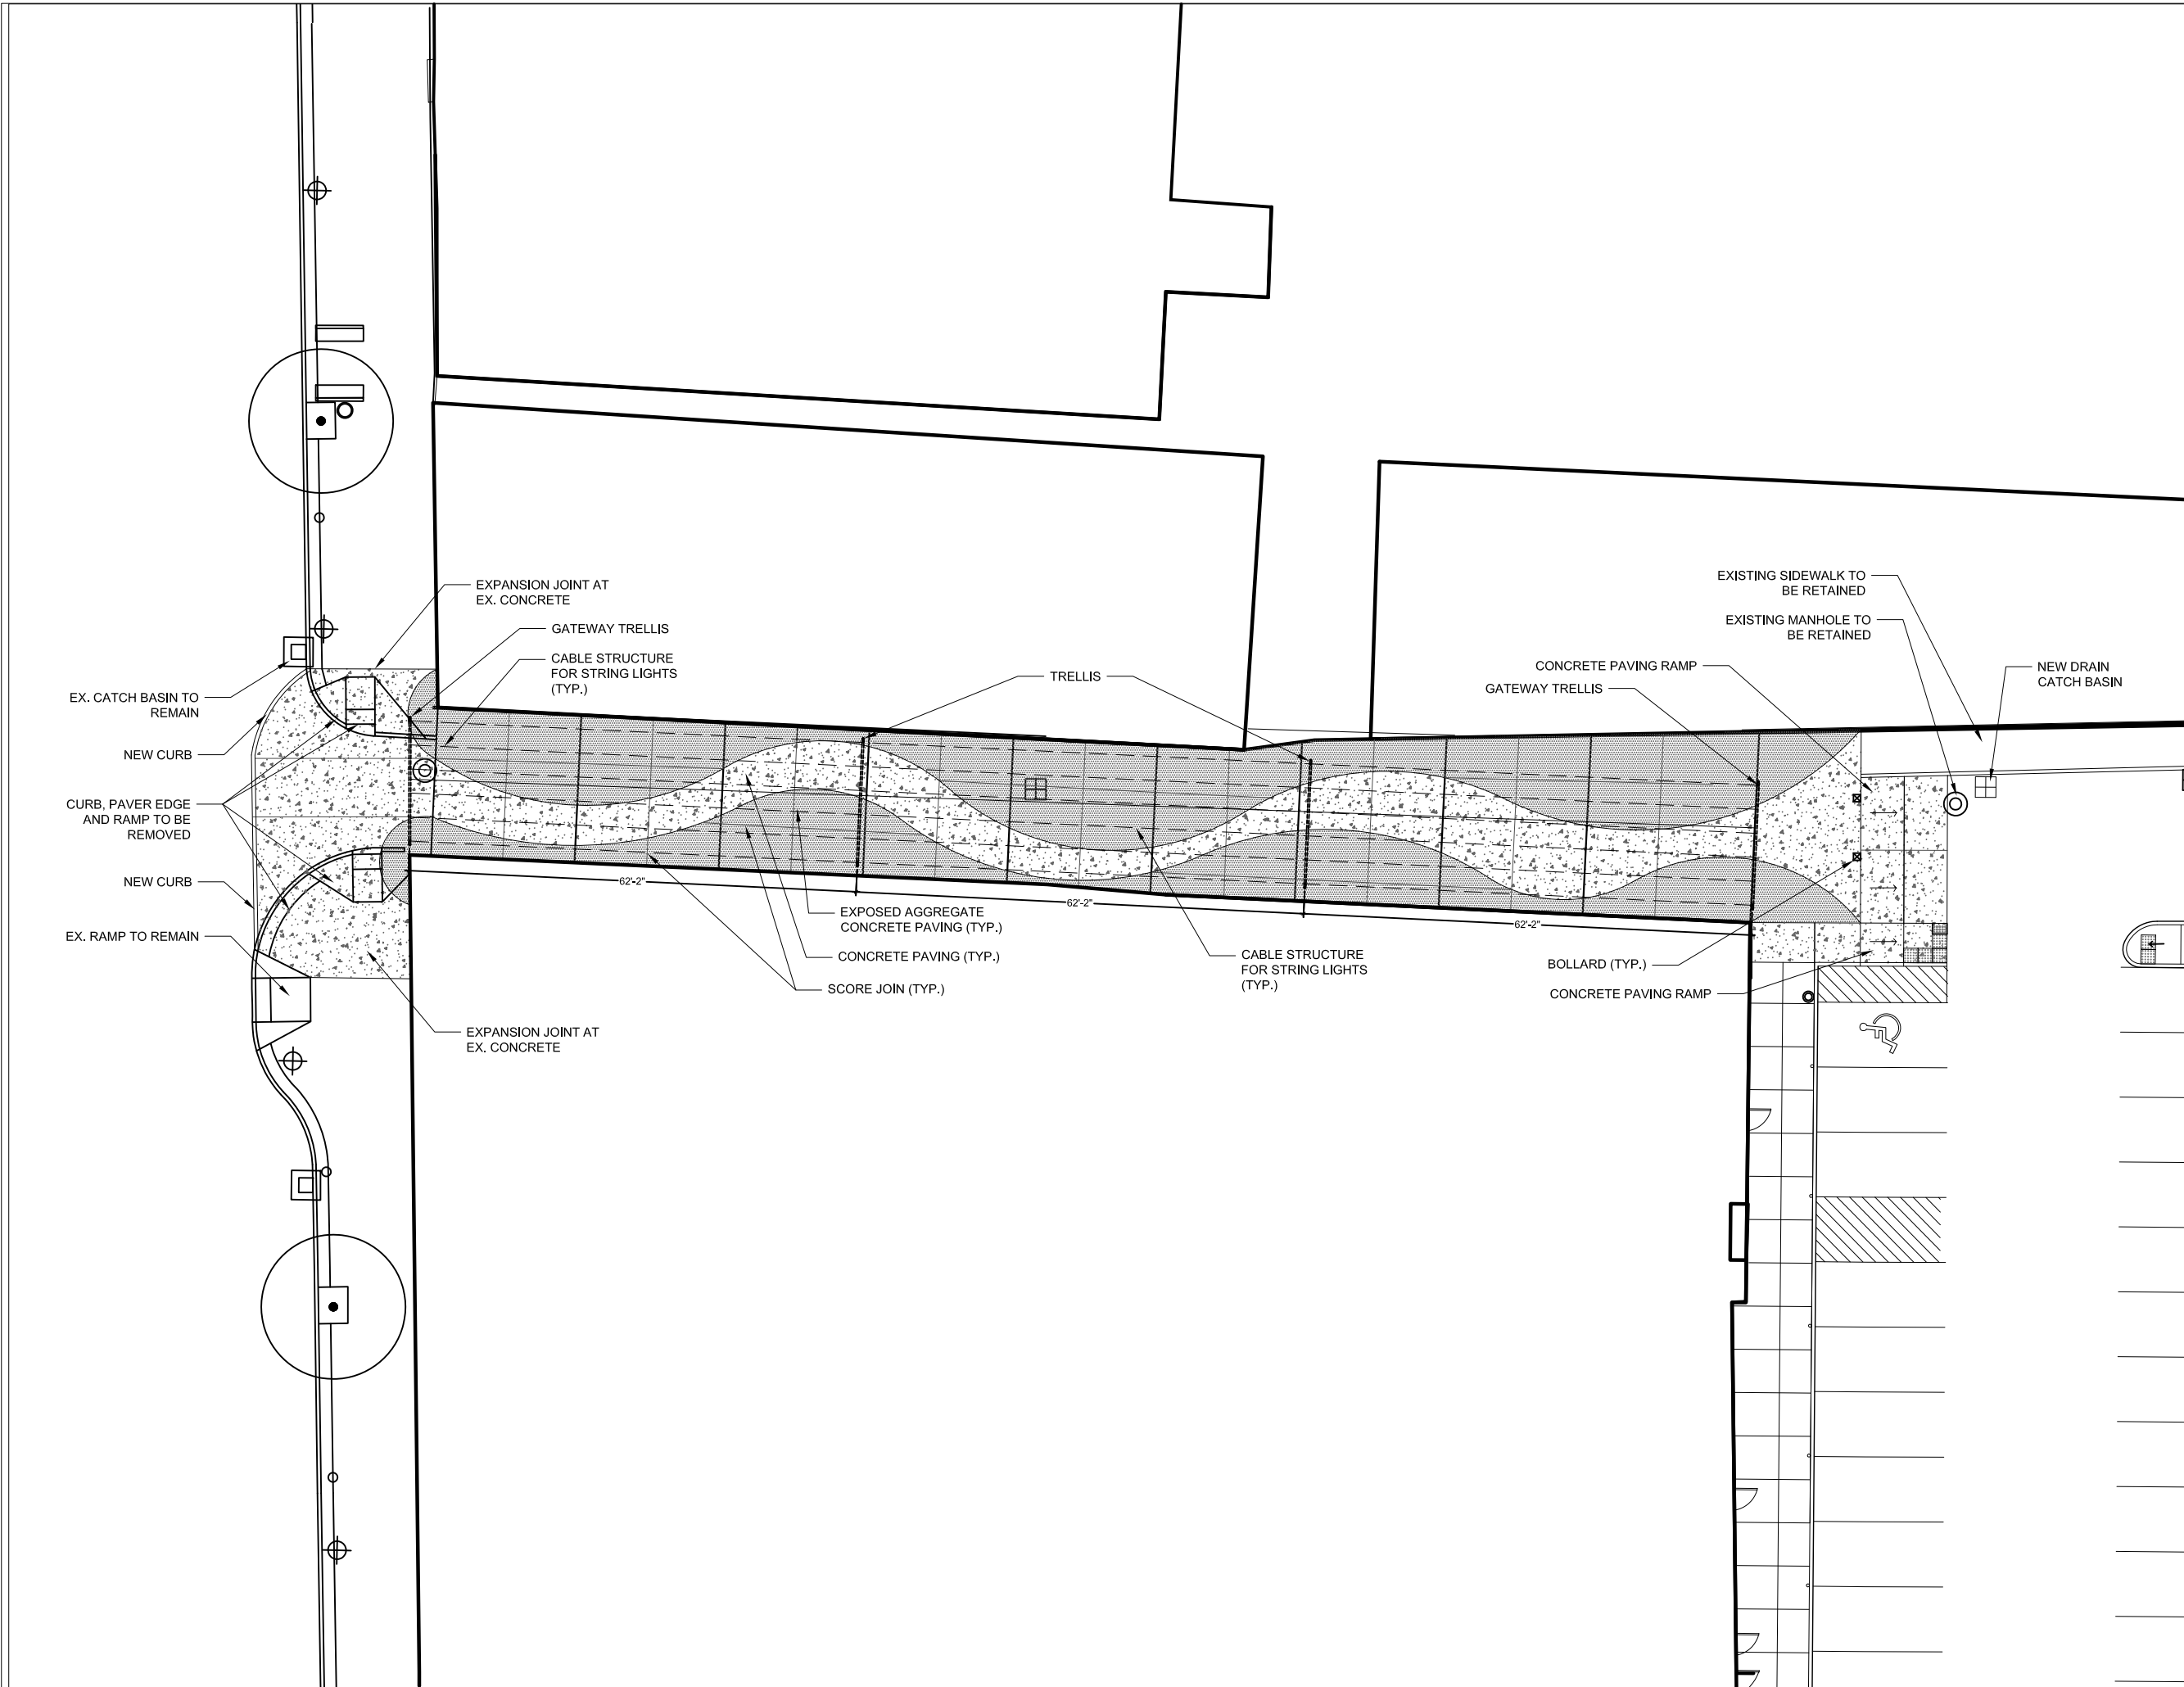 EXPANSION JOINT AT
EX. CONCRETE
GATEWAY TRELLIS
CABLE STRUCTURE
FOR STRING LIGHTS
(TYP.)
EX. CATCH BASIN TO
REMAIN
NEW CURB
CURB, PAVER EDGE
AND RAMP TO BE
REMOVED
NEW CURB
EX. RAMP TO REMAIN
EXPANSION JOINT AT
EX. CONCRETE
TRELLIS
62'-2"
62'-2"
62'-2"
EXPOSED AGGREGATE
CONCRETE PAVING (TYP.)
CONCRETE PAVING (TYP.)
SCORE JOIN (TYP.)
CABLE STRUCTURE
FOR STRING LIGHTS
(TYP.)
EXISTING SIDEWALK TO
BE RETAINED
EXISTING MANHOLE TO
BE RETAINED
CONCRETE PAVING RAMP
GATEWAY TRELLIS
NEW DRAIN
CATCH BASIN
BOLLARD (TYP.)
CONCRETE PAVING RAMP